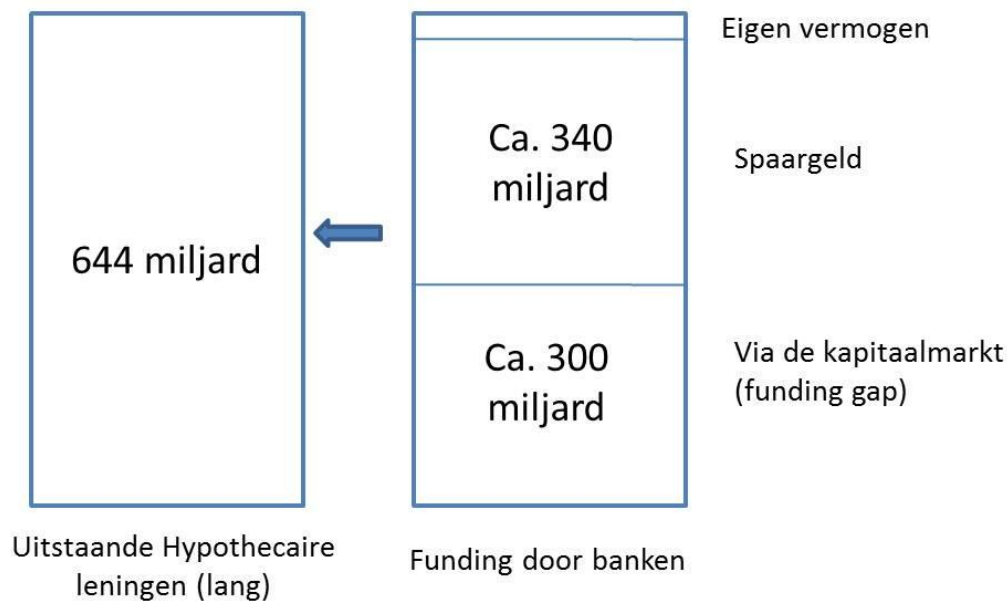 Eigen vermogen
Ca. 340
miljard
Spaargeld
644 miljard
Ca. 300
miljard
Via de kapitaalmarkt
(funding gap)
Uitstaande Hypothecaire
leningen (lang)
Funding door banken